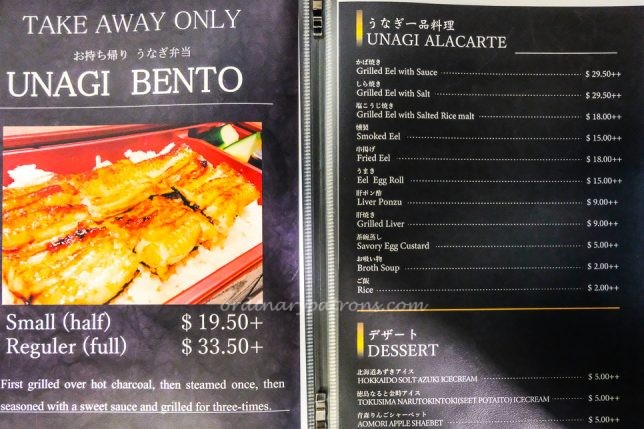 TAKE AWAY ONLY
お持ち帰り うなぎ弁当
UNAGI BENTO
Small (half) $ 19.50+
Reguler (full) $ 33.50+
First grilled over hot charcoal, then steamed once, then
seasoned with a sweet sauce and grilled for three-times.
うなぎ一品料理
UNAGI ALACARTE
かば焼き
Grilled Eel with Sauce $ 29.50++
しら焼き
Grilled Eel with Salt $ 29.50++
塩こうじ焼き
Grilled Eel with Salted Rice malt $ 18.00++
燻製
Smoked Eel $ 15.00++
串揚げ
Fried Eel $ 18.00++
うまき
Eel Egg Roll $ 15.00++
肝ポン酢
Liver Ponzu $ 9.00++
肝焼き
Grilled Liver $ 9.00++
茶碗蒸し
Savory Egg Custard $ 5.00++
お吸い物
Broth Soup $ 2.00++
ご飯
Rice $ 2.00++
デザート
DESSERT
北海道あずきアイス
HOKKAIDO SOLT AZUKI ICECREAM $ 5.00++
徳島なると金時アイス
TOKUSIMA NARUTOKINTOKI(SEET POTAITO) ICECREAM $ 5.00++
青森りんごシャーベット
AOMORI APPLE SHAEBET $ 5.00++
ordinarypatrons.com